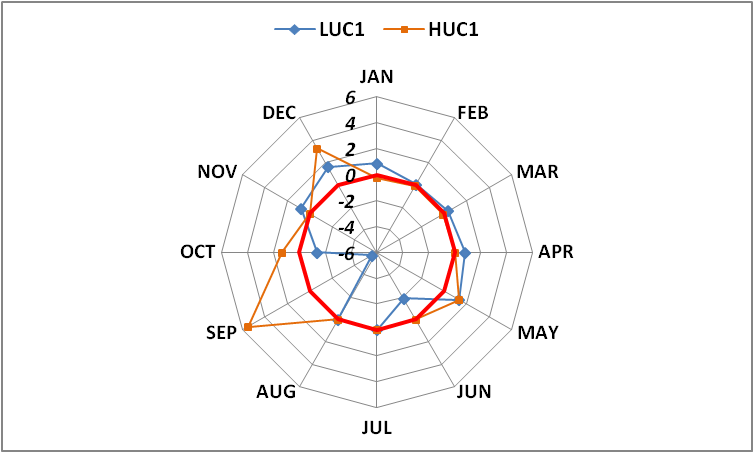 LUC1 HUC1
JAN
FEB
MAR
APR
MAY
JUN
JUL
AUG
SEP
OCT
NOV
DEC
6
4
2
0
-2
-4
-6